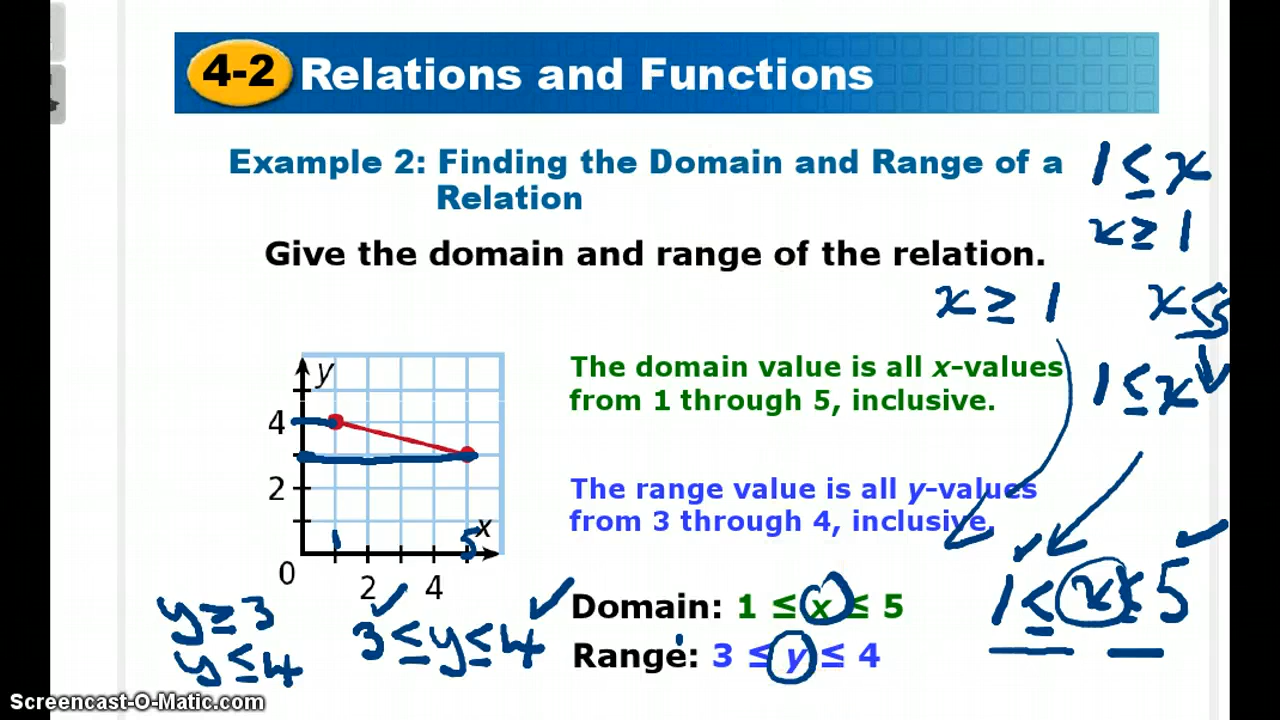 4-2 Relations and Functions
Example 2: Finding the Domain and Range of a
Relation
1 ≤ x
x ≥ 1
Give the domain and range of the relation.
x ≥ 1
x ≤ 5
y
The domain value is all x–values
from 1 through 5, inclusive.
1 ≤ x
4
2
The range value is all y–values
from 3 through 4, inclusive.
x
1
5
0
2
4
Domain: 1 ≤ x ≤ 5
1 ≤ x ≤ 5
y ≥ 3
3 ≤ y ≤ 4
y ≤ 4
Range: 3 ≤ y ≤ 4
Screencast-O-Matic.com